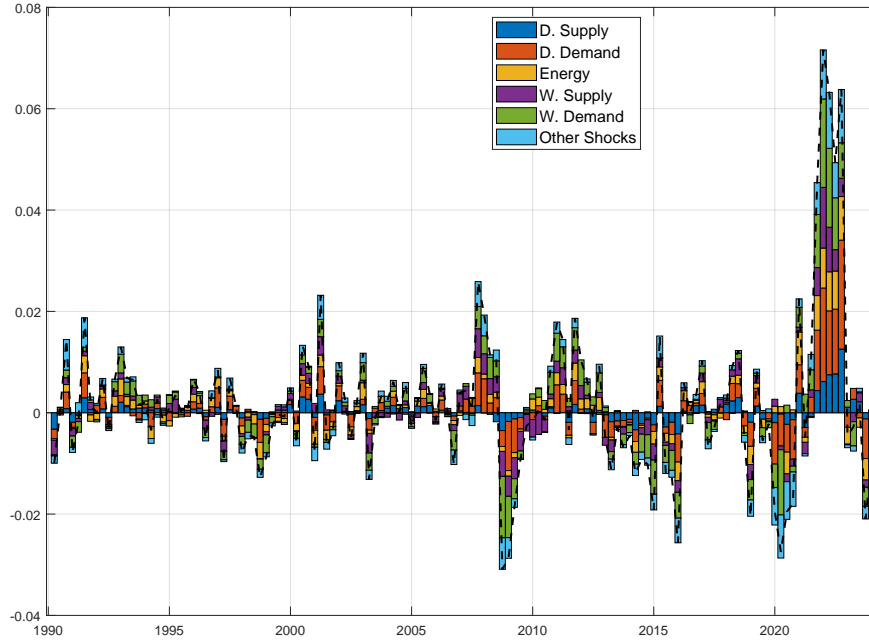 0.08
0.06
0.04
0.02
0
-0.02
-0.04
D. Supply
D. Demand
Energy
W. Supply
W. Demand
Other Shocks
1990
1995
2000
2005
2010
2015
2020